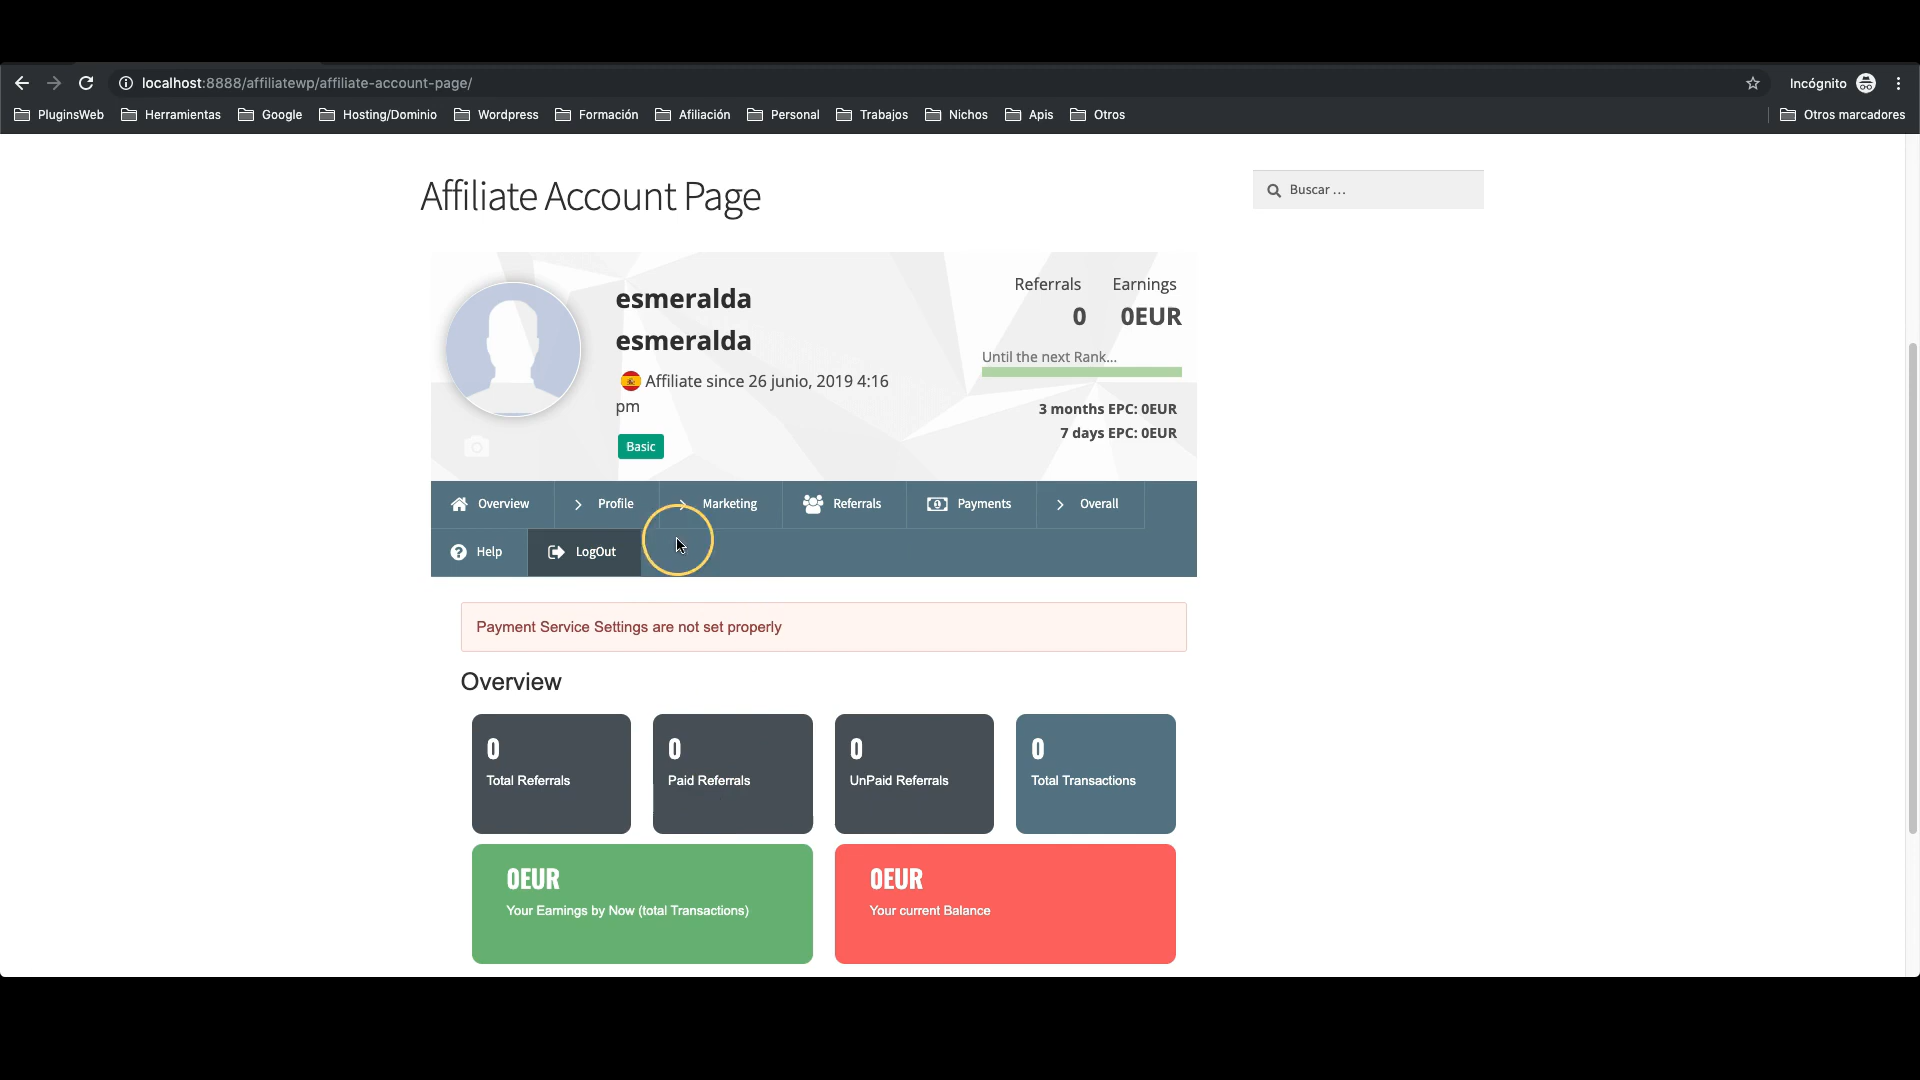 localhost:8888/affiliatewp/affiliate-account-page/
Incógnito
PluginsWeb Herramientas Google Hosting/Dominio Wordpress Formación Afiliación Personal Trabajos Nichos Apis Otros Otros marcadores
Affiliate Account Page
Buscar …
esmeralda
esmeralda
Affiliate since 26 junio, 2019 4:16
pm
Basic
Referrals Earnings
0 0EUR
Until the next Rank...
3 months EPC: 0EUR
7 days EPC: 0EUR
Overview Profile Marketing Referrals Payments Overall
Help LogOut
Payment Service Settings are not set properly
Overview
0
Total Referrals
0
Paid Referrals
0
UnPaid Referrals
0
Total Transactions
0EUR
Your Earnings by Now (total Transactions)
0EUR
Your current Balance